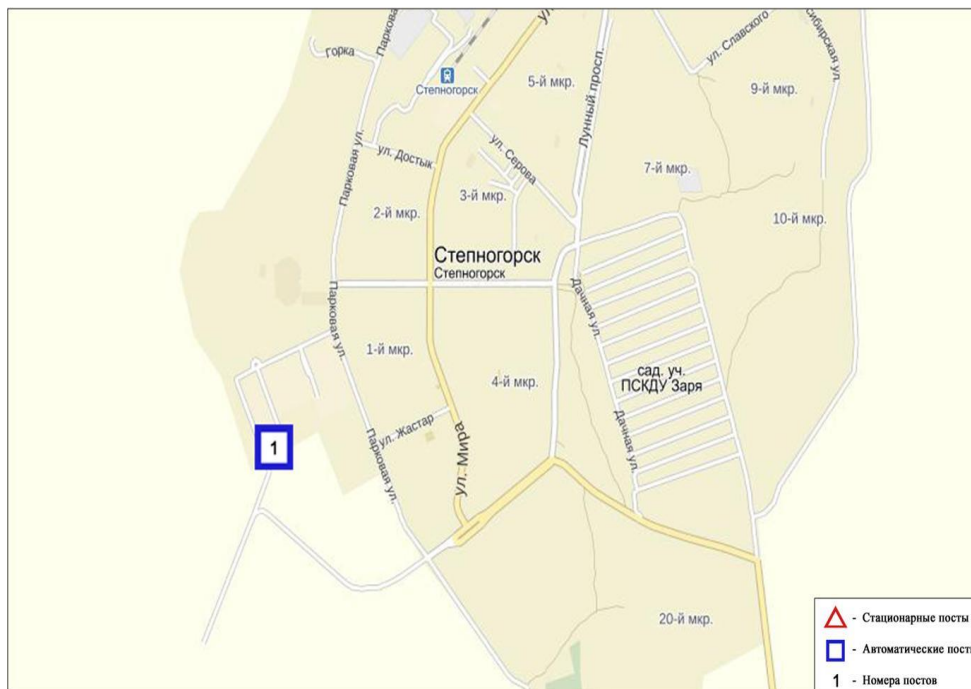 Горка
Парковая
Степногорск
ул. Достык
Парковая ул.
2-й мкр.
ул.
5-й мкр.
ул. Серова
3-й мкр.
Лунный просп.
ул. Славского
9-й мкр.
7-й мкр.
10-й мкр.
Степногорск
Степногорск
Парковая ул.
1-й мкр.
4-й мкр.
Дачная ул.
сад. уч.
ПСКДУ Заря
Дачная ул.
ул. Жастар
Парковая ул.
ул. Мира
1
20-й мкр.
- Стационарные посты
- Автоматические посты
1 - Номера постов